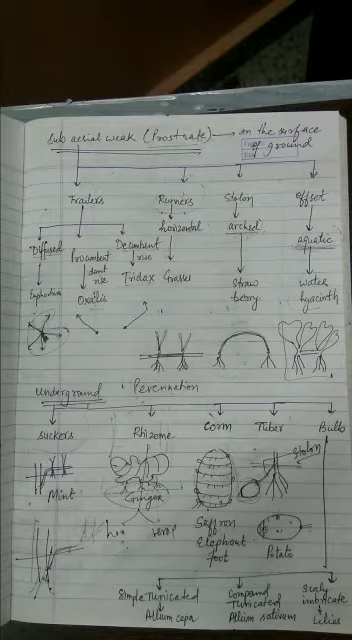 Sub aerial weak (Prostrate) → on the surface
of ground
Trailers Runners Stolon Offset
horizontal arched aquatic
Diffused Procumbent Decumbent
dont rise rise
Euphorbia Oxalis Tridax Grasses Straw berry water hyacinth
Underground Perennation
Suckers Rhizome Corm Tuber Bulb
Stolon
Mint Ginger Saffron
Elephant foot
Potato
Simple Tunicated Compound Tunicated Scaly imbricate
Allium cepa Allium sativum Lilies